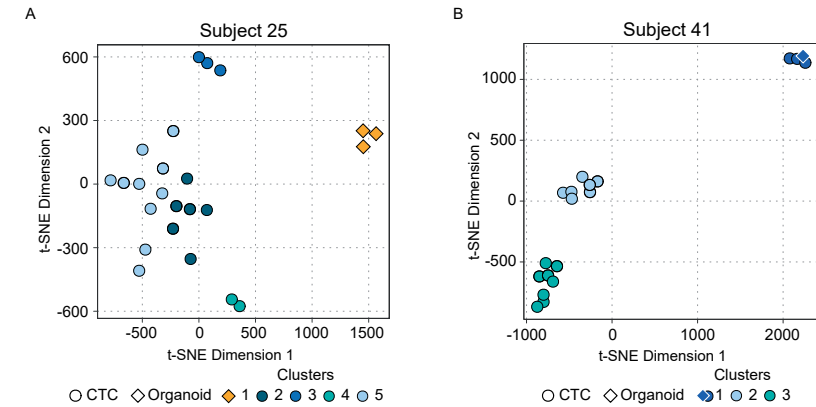 A
Subject 25
600
300
0
-300
-600
t-SNE Dimension 2
-500 0 500 1000 1500
t-SNE Dimension 1
Clusters
CTC Organoid 1 2 3 4 5
B
Subject 41
1000
500
0
-500
t-SNE Dimension 2
-1000 0 1000 2000
t-SNE Dimension 1
Clusters
CTC Organoid 1 2 3